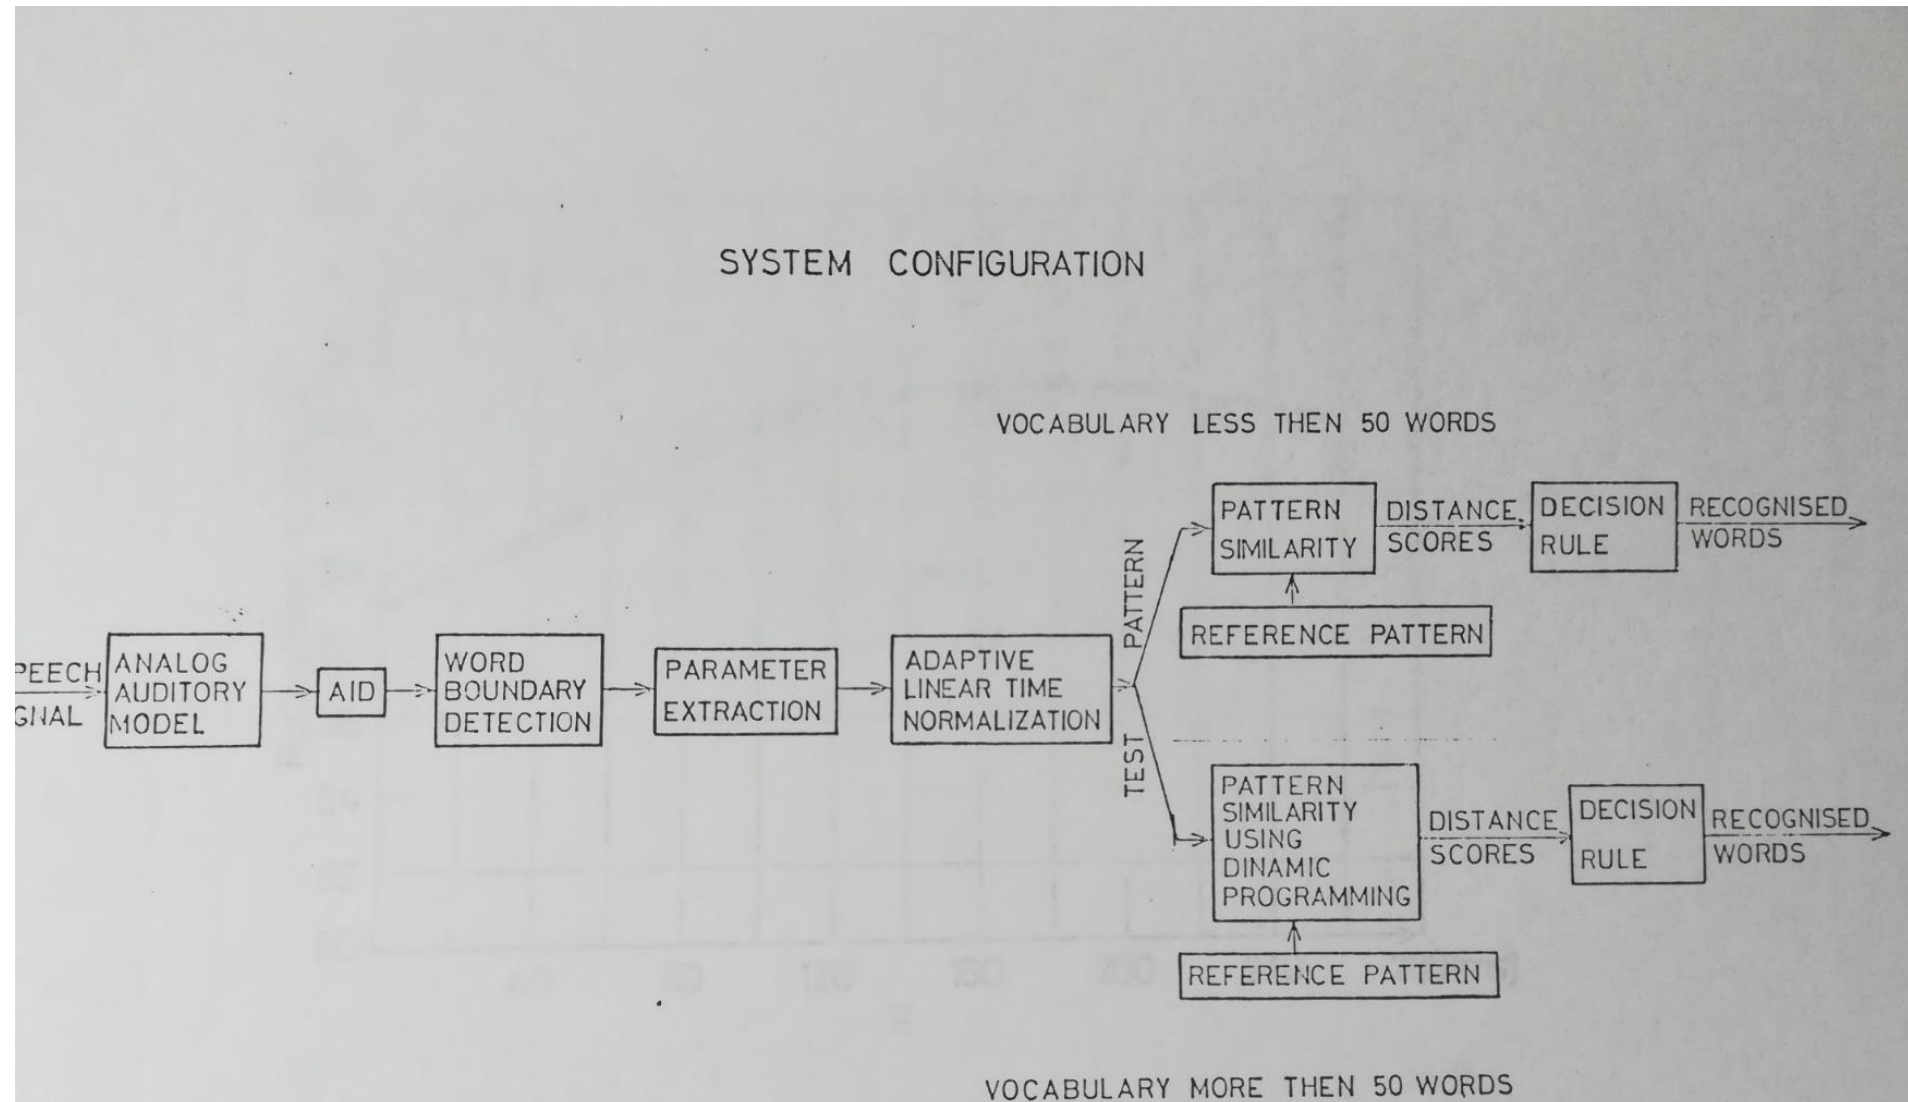 SYSTEM CONFIGURATION
VOCABULARY LESS THEN 50 WORDS
PEECH
GNAL
ANALOG
AUDITORY
MODEL
AID
WORD
BOUNDARY
DETECTION
PARAMETER
EXTRACTION
ADAPTIVE
LINEAR TIME
NORMALIZATION
TEST PATTERN
PATTERN
SIMILARITY
DISTANCE
SCORES
DECISION
RULE
RECOGNISED
WORDS
REFERENCE PATTERN
PATTERN
SIMILARITY
USING
DINAMIC
PROGRAMMING
DISTANCE
SCORES
DECISION
RULE
RECOGNISED
WORDS
REFERENCE PATTERN
VOCABULARY MORE THEN 50 WORDS